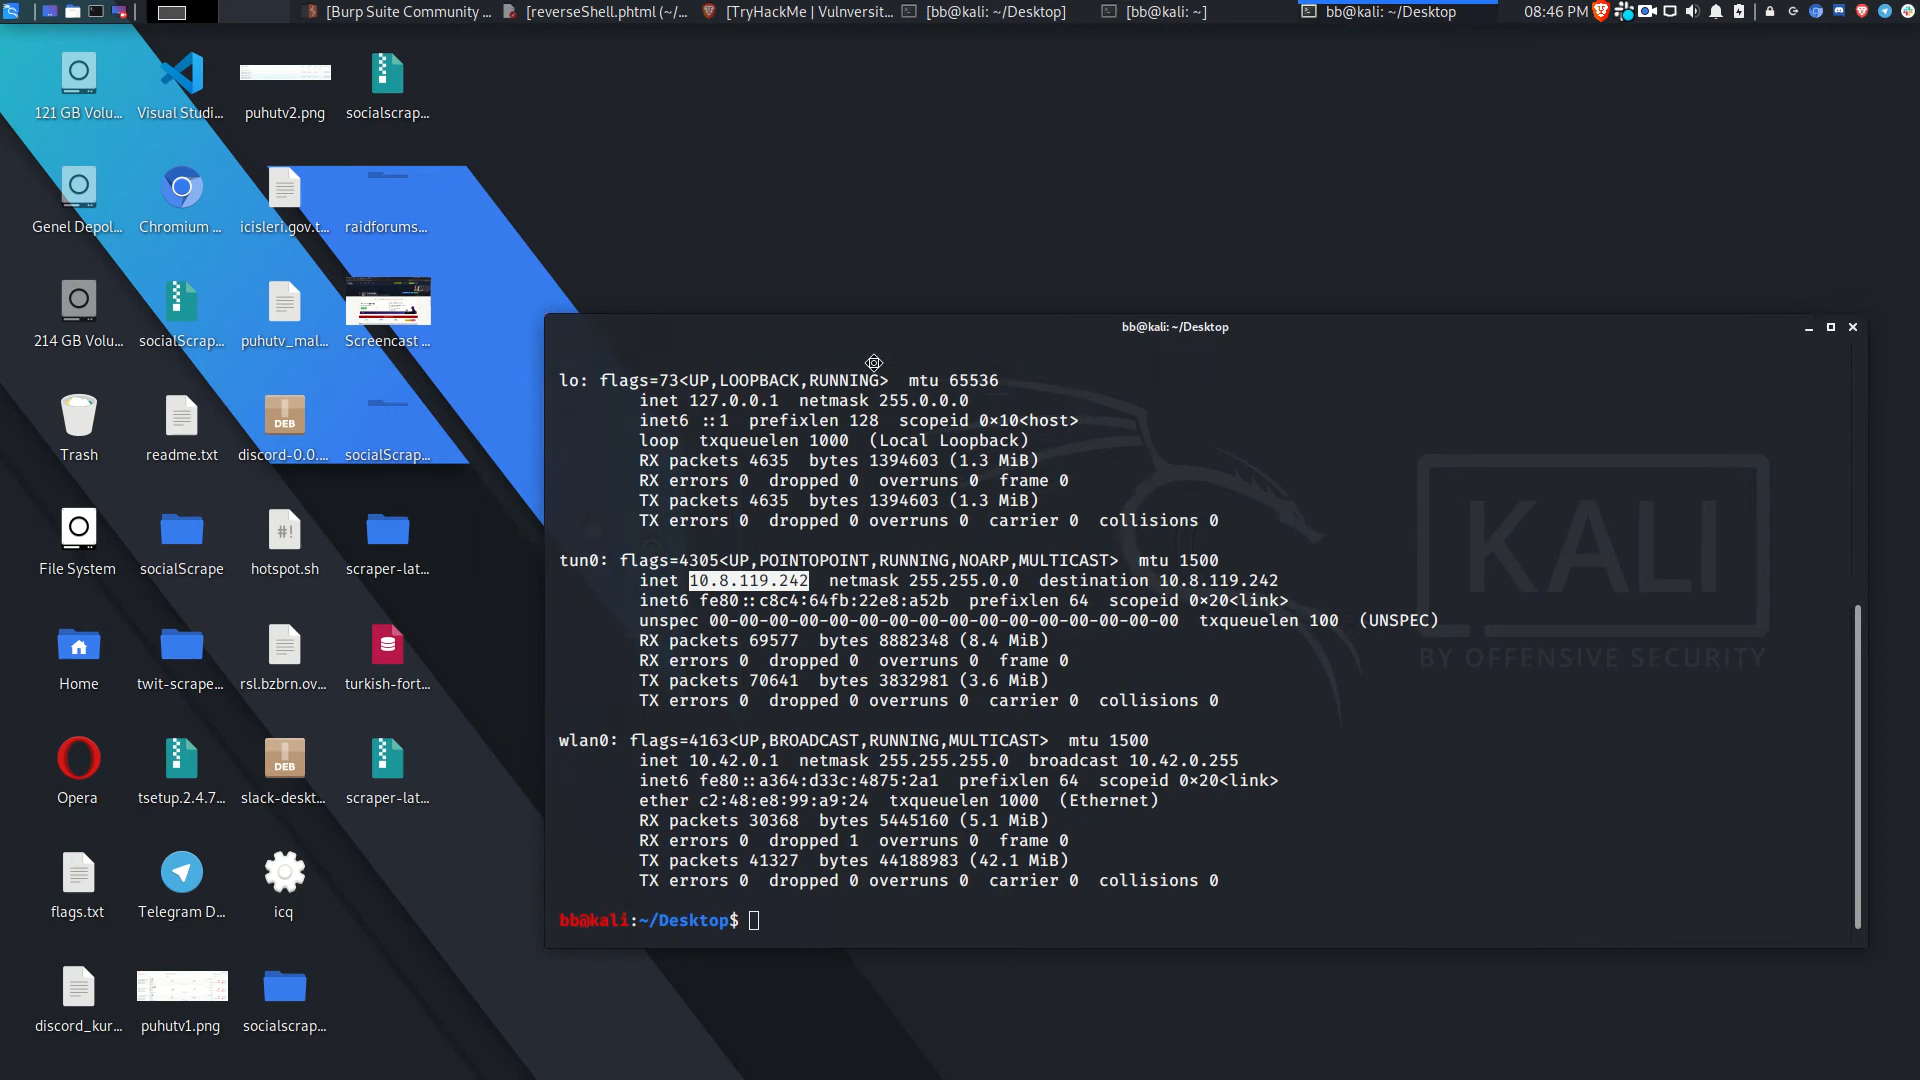 [Burp Suite Community ...
[reverseShell.phtml (~/...
[TryHackMe | Vulnversit...
[bb@kali: ~/Desktop]
[bb@kali: ~]
bb@kali: ~/Desktop
08:46 PM
121 GB Volu...
Visual Studi...
puhutv2.png
socialscrap...
Genel Depol...
Chromium ...
icisleri.gov.t...
raidforums...
214 GB Volu...
socialScrap...
puhutv_mal...
Screencast ...
Trash
readme.txt
DEB
discord-0.0....
socialScrap...
File System
socialScrape
#!
hotspot.sh
scraper-lat...
Home
twit-scrape...
rsl.bzbrn.ov...
turkish-fort...
Opera
tsetup.2.4.7...
DEB
slack-deskt...
scraper-lat...
flags.txt
Telegram D...
icq
discord_kur...
puhutv1.png
socialscrap...
bb@kali: ~/Desktop
lo: flags=73<UP,LOOPBACK,RUNNING>  mtu 65536
inet 127.0.0.1  netmask 255.0.0.0
inet6 ::1  prefixlen 128  scopeid 0×10<host>
loop  txqueuelen 1000  (Local Loopback)
RX packets 4635  bytes 1394603 (1.3 MiB)
RX errors 0  dropped 0  overruns 0  frame 0
TX packets 4635  bytes 1394603 (1.3 MiB)
TX errors 0  dropped 0 overruns 0  carrier 0  collisions 0
tun0: flags=4305<UP,POINTOPOINT,RUNNING,NOARP,MULTICAST>  mtu 1500
inet 10.8.119.242  netmask 255.255.0.0  destination 10.8.119.242
inet6 fe80::c8c4:64fb:22e8:a52b  prefixlen 64  scopeid 0×20<link>
unspec 00-00-00-00-00-00-00-00-00-00-00-00-00-00-00-00  txqueuelen 100  (UNSPEC)
RX packets 69577  bytes 8882348 (8.4 MiB)
RX errors 0  dropped 0  overruns 0  frame 0
TX packets 70641  bytes 3832981 (3.6 MiB)
TX errors 0  dropped 0 overruns 0  carrier 0  collisions 0
wlan0: flags=4163<UP,BROADCAST,RUNNING,MULTICAST>  mtu 1500
inet 10.42.0.1  netmask 255.255.255.0  broadcast 10.42.0.255
inet6 fe80::a364:d33c:4875:2a1  prefixlen 64  scopeid 0×20<link>
ether c2:48:e8:99:a9:24  txqueuelen 1000  (Ethernet)
RX packets 30368  bytes 5445160 (5.1 MiB)
RX errors 0  dropped 1  overruns 0  frame 0
TX packets 41327  bytes 44188983 (42.1 MiB)
TX errors 0  dropped 0 overruns 0  carrier 0  collisions 0
bb@kali:~/Desktop$
KALI
BY OFFENSIVE SECURITY